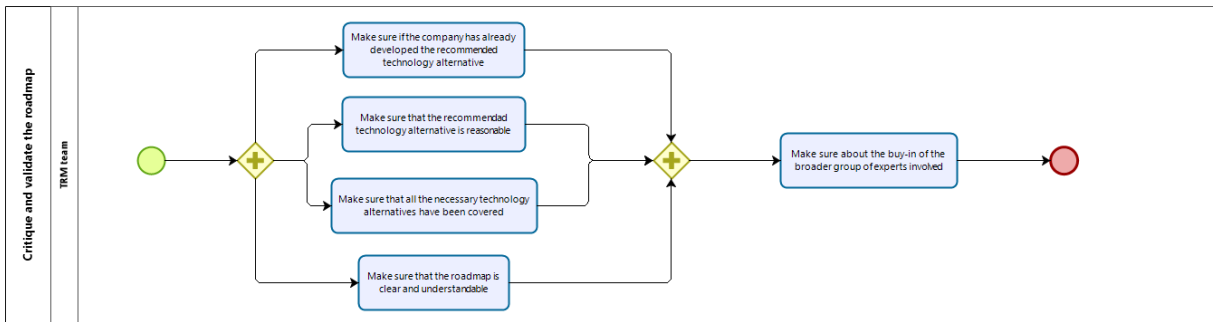 Critique and validate the roadmap
TRM team
Make sure if the company has already
developed the recommended
technology alternative
Make sure that the recommendad
technology alternative is reasonable
Make sure that all the necessary technology
alternatives have been covered
Make sure that the roadmap is
clear and understandable
Make sure about the buy-in of the
broader group of experts involved